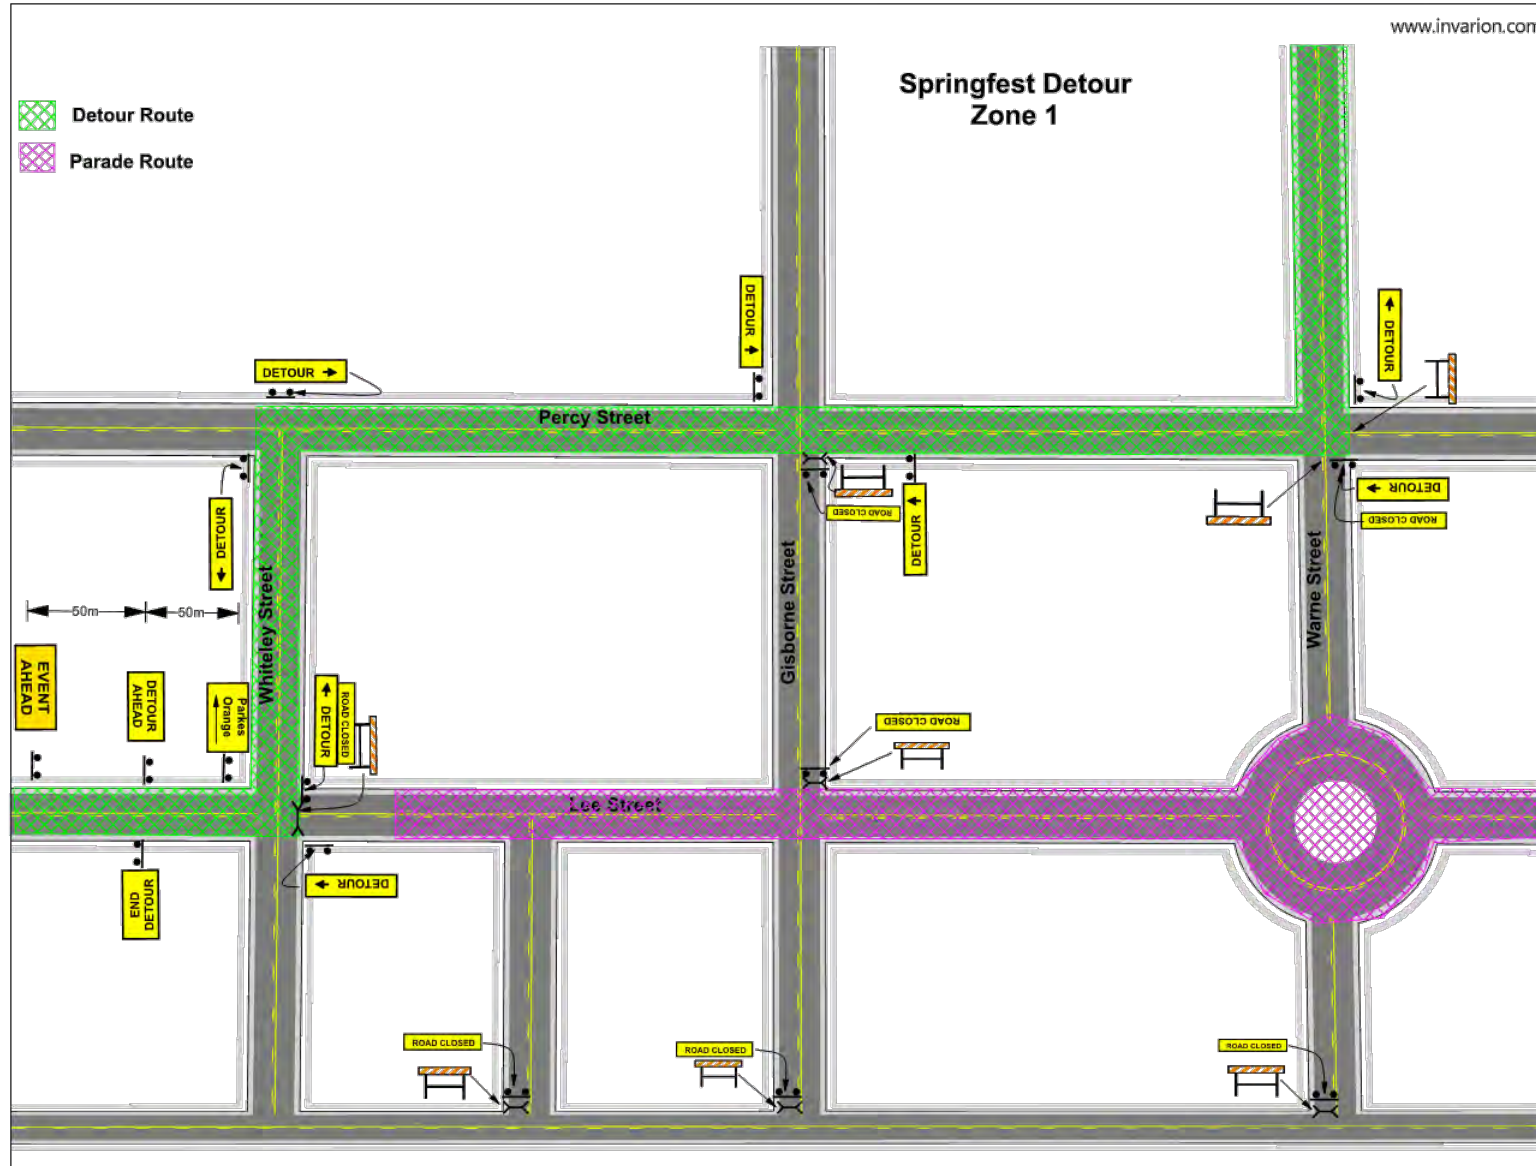 www.invarion.com
Springfest Detour
Zone 1
Detour Route
Parade Route
DETOUR
DETOUR
DETOUR
Percy Street
DETOUR
ROAD CLOSED
DETOUR
DETOUR
ROAD CLOSED
Whiteley Street
Gisborne Street
Warne Street
50m
50m
EVENT
AHEAD
DETOUR
AHEAD
Parkes
Orange
DETOUR
ROAD CLOSED
ROAD CLOSED
Lee Street
DETOUR
END
DETOUR
ROAD CLOSED
ROAD CLOSED
ROAD CLOSED